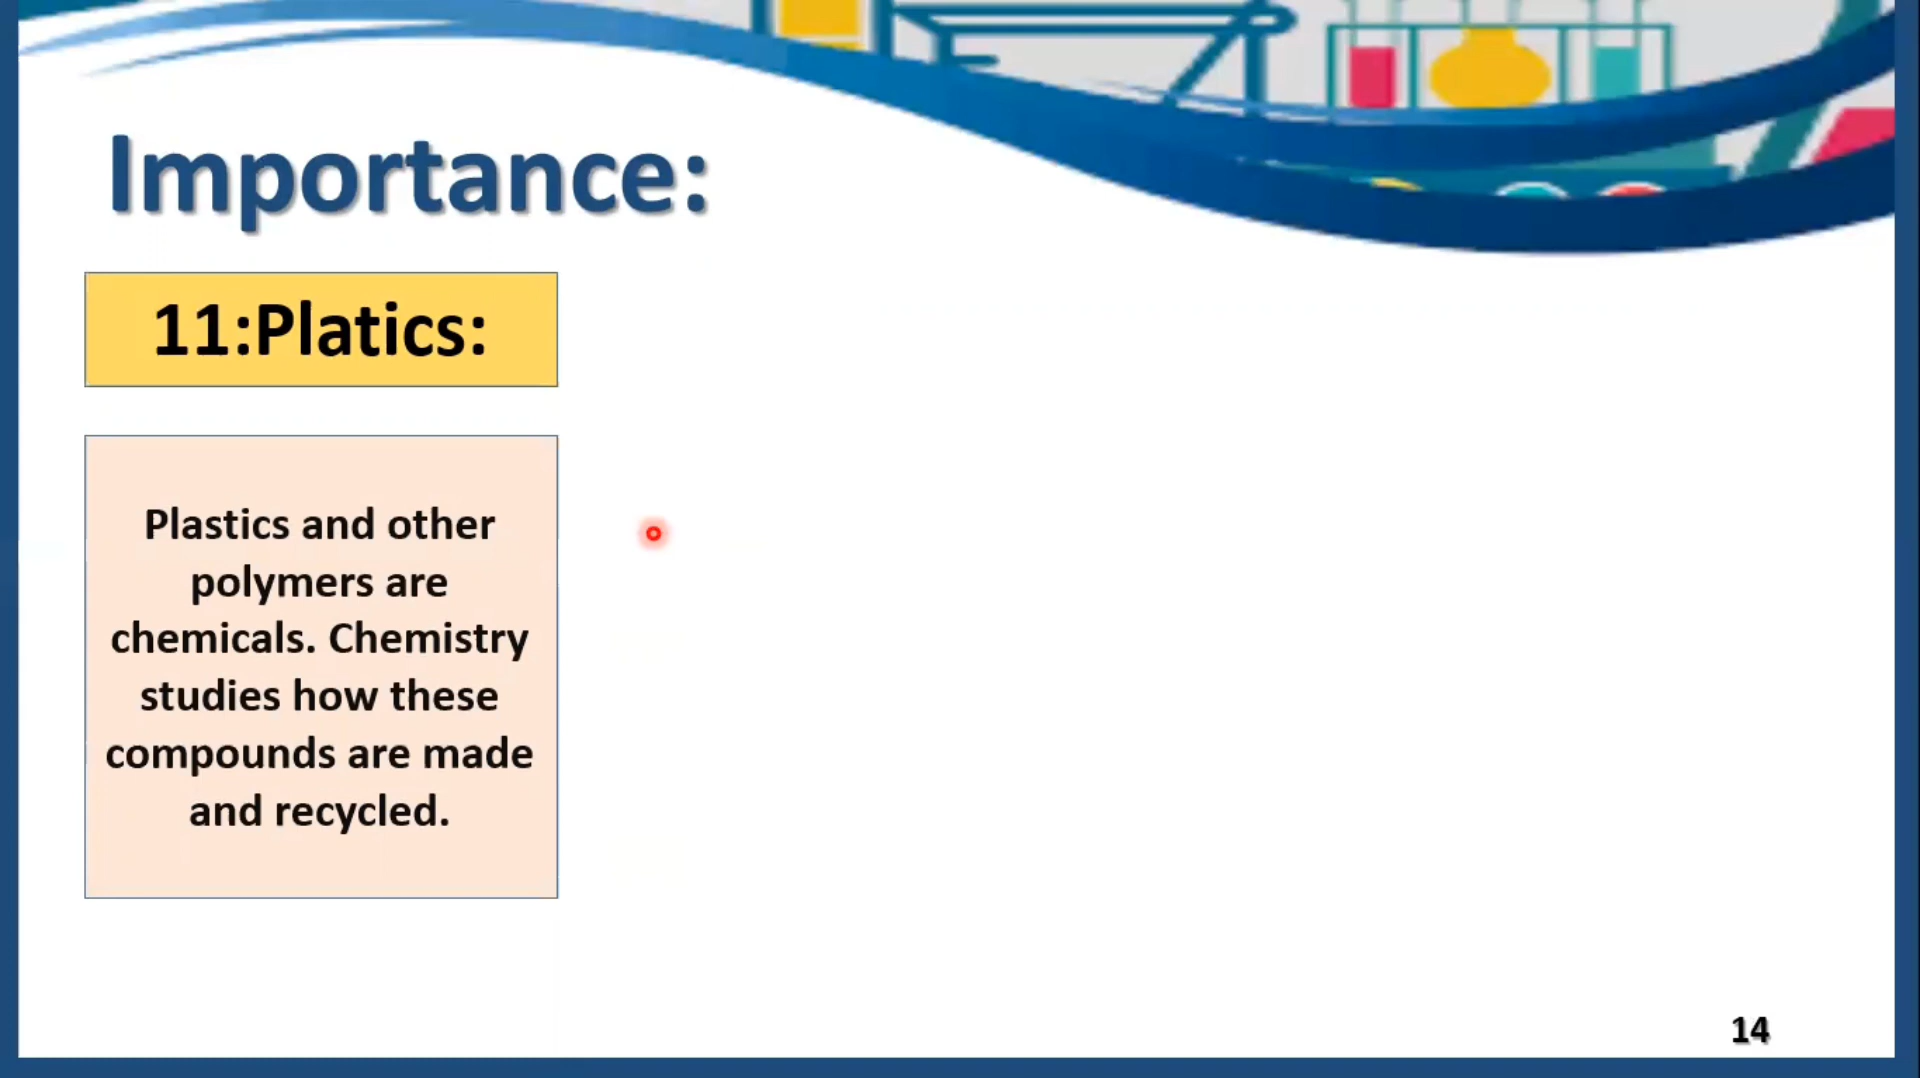 Importance:
11:Platics:
Plastics and other
polymers are
chemicals. Chemistry
studies how these
compounds are made
and recycled.
14